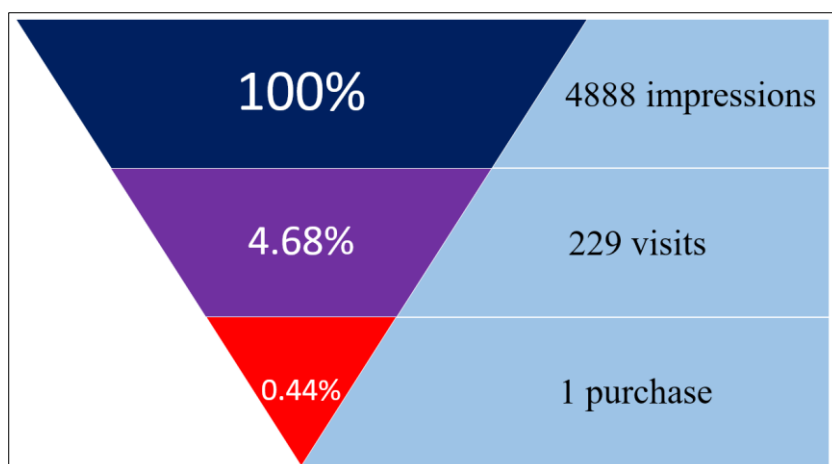 100%
4888 impressions
4.68%
229 visits
0.44%
1 purchase